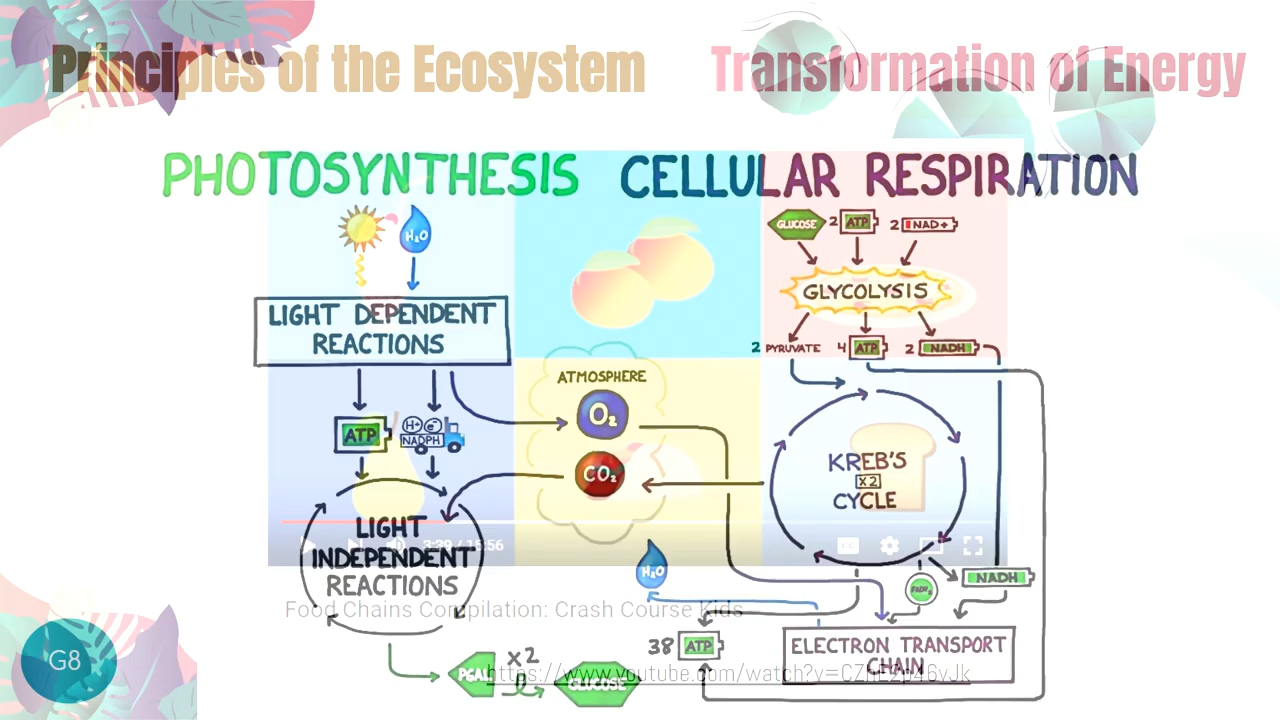 Principles of the Ecosystem
Transformation of Energy
PHOTOSYNTHESIS
CELLULAR RESPIRATION
H₂O
GLUCOSE
2 ATP
2 NAD+
LIGHT DEPENDENT
REACTIONS
GLYCOLYSIS
2 PYRUVATE
4 ATP
2 NADH
ATMOSPHERE
O₂
CO₂
ATP
H+ e-
NADPH
KREB'S
X2
CYCLE
LIGHT
INDEPENDENT
REACTIONS
H₂O
NADH
FADH₂
Food Chains Compilation: Crash Course Kids
38 ATP
ELECTRON TRANSPORT
CHAIN
G8
PGAL
X2
GLUCOSE